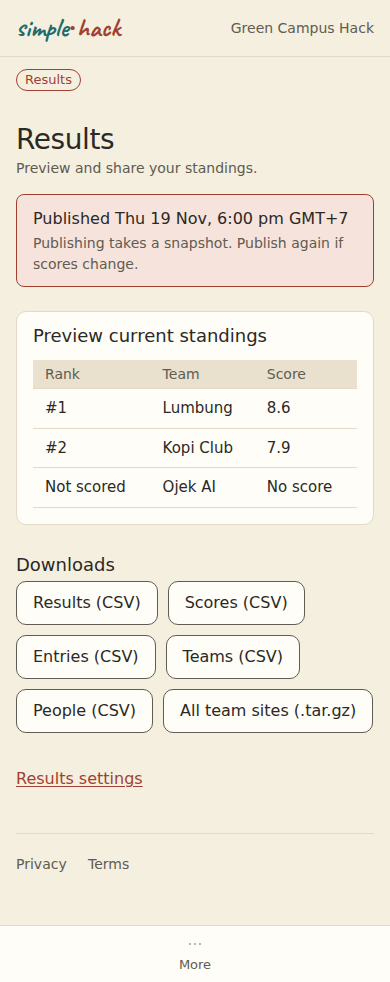 simple·hack
Green Campus Hack
Results
Results
Preview and share your standings.
Published Thu 19 Nov, 6:00 pm GMT+7
Publishing takes a snapshot. Publish again if
scores change.
Preview current standings
Rank Team Score
#1 Lumbung 8.6
#2 Kopi Club 7.9
Not scored Ojek AI No score
Downloads
Results (CSV) Scores (CSV)
Entries (CSV) Teams (CSV)
People (CSV) All team sites (.tar.gz)
Results settings
Privacy Terms
...
More